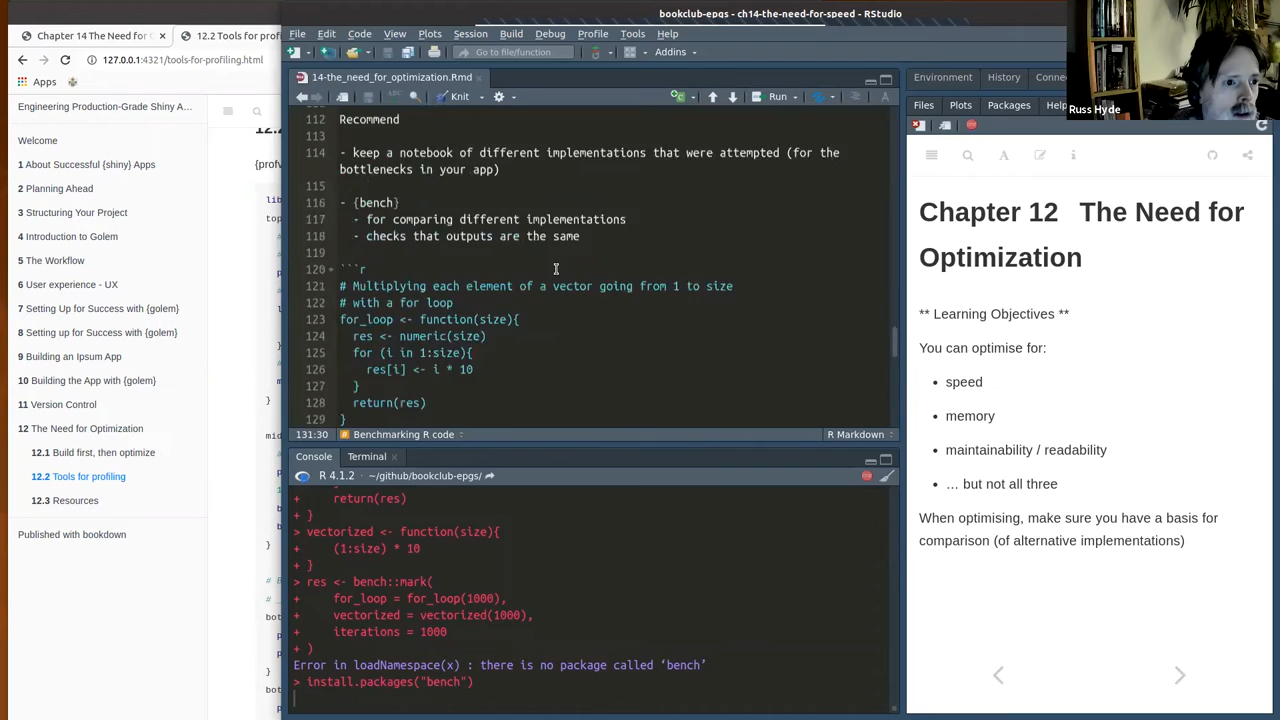 bookclub-epgs - ch14-the-need-for-speed - RStudio
Chapter 14 The Need for
12.2 Tools for profi
127.0.0.1:4321/tools-for-profiling.html
Apps
Engineering Production-Grade Shiny A...
Welcome
1 About Successful {shiny} Apps
2 Planning Ahead
3 Structuring Your Project
4 Introduction to Golem
5 The Workflow
6 User experience - UX
7 Setting Up for Success with {golem}
8 Setting up for Success with {golem}
9 Building an Ipsum App
10 Building the App with {golem}
11 Version Control
12 The Need for Optimization
12.1 Build first, then optimize
12.2 Tools for profiling
12.3 Resources
Published with bookdown
{profv
lib
top
#
#
}
mid
#
1
}
# B
#
bot
}
bot
File Edit Code View Plots Session Build Debug Profile Tools Help
Go to file/function
Addins
14-the_need_for_optimization.Rmd
Knit
Run
112 Recommend
113
114 - keep a notebook of different implementations that were attempted (for the
bottlenecks in your app)
115
116 - {bench}
117 - for comparing different implementations
118 - checks that outputs are the same
119
120 ```r
121 # Multiplying each element of a vector going from 1 to size
122 # with a for loop
123 for_loop <- function(size){
124 res <- numeric(size)
125 for (i in 1:size){
126 res[i] <- i * 10
127 }
128 return(res)
129 }
131:30 Benchmarking R code R Markdown
Console Terminal
R 4.1.2 · ~/github/bookclub-epgs/
+ return(res)
+ }
> vectorized <- function(size){
+ (1:size) * 10
+ }
> res <- bench::mark(
+ for_loop = for_loop(1000),
+ vectorized = vectorized(1000),
+ iterations = 1000
+ )
Error in loadNamespace(x) : there is no package called ‘bench’
> install.packages("bench")
Environment History Conne
Files Plots Packages Help
Russ Hyde
Chapter 12 The Need for
Optimization
** Learning Objectives **
You can optimise for:
• speed
• memory
• maintainability / readability
• … but not all three
When optimising, make sure you have a basis for
comparison (of alternative implementations)